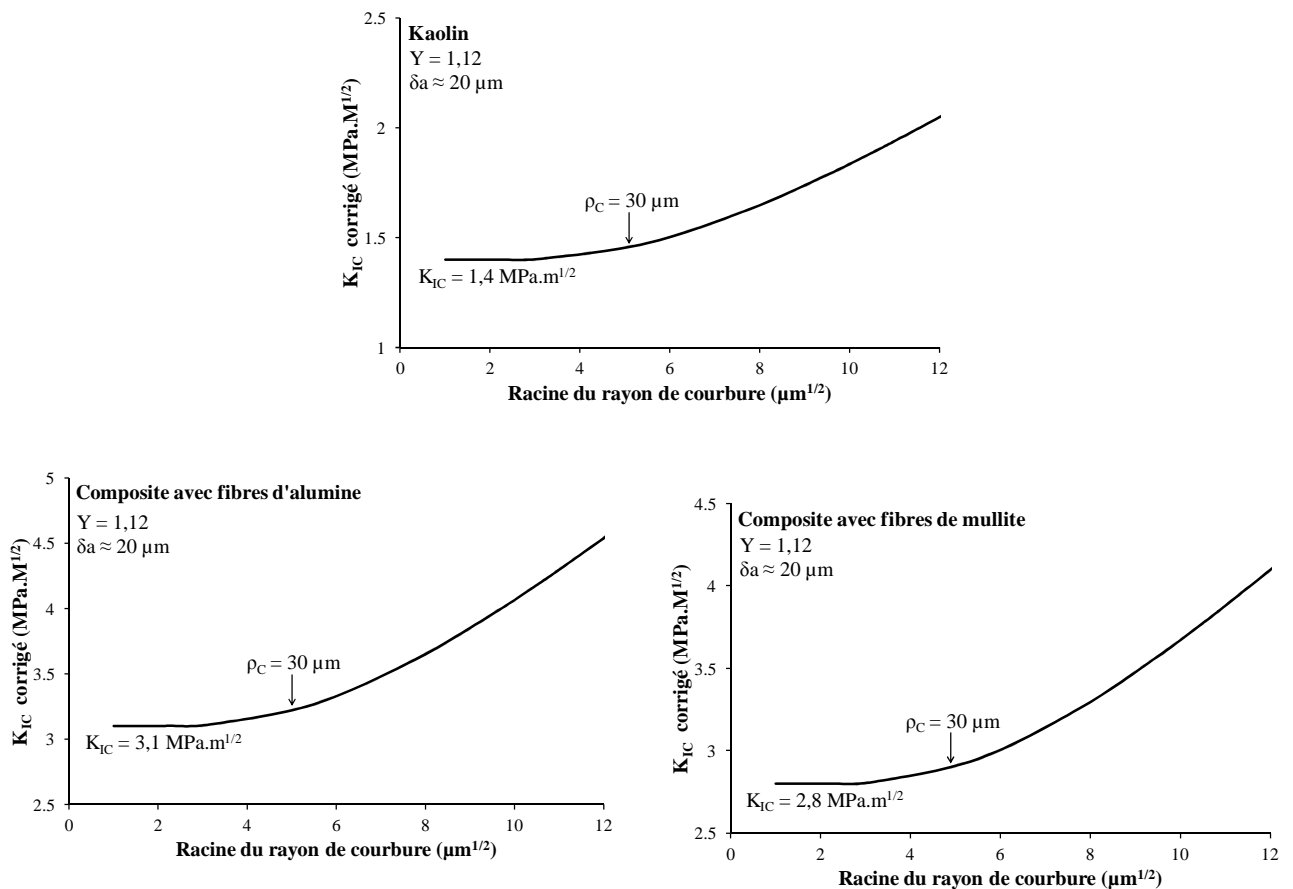 Kaolin
Y = 1,12
δa ≈ 20 µm
K_IC corrigé (MPa.M^1/2)
2.5
2
1.5
1
ρ_C = 30 µm
K_IC = 1,4 MPa.m^1/2
0 2 4 6 8 10 12
Racine du rayon de courbure (µm^1/2)
Composite avec fibres d'alumine
Y = 1,12
δa ≈ 20 µm
K_IC corrigé (MPa.M^1/2)
5
4.5
4
3.5
3
2.5
ρ_C = 30 µm
K_IC = 3,1 MPa.m^1/2
0 2 4 6 8 10 12
Racine du rayon de courbure (µm^1/2)
Composite avec fibres de mullite
Y = 1,12
δa ≈ 20 µm
K_IC corrigé (MPa.M^1/2)
4.5
4
3.5
3
2.5
ρ_C = 30 µm
K_IC = 2,8 MPa.m^1/2
0 2 4 6 8 10 12
Racine du rayon de courbure (µm^1/2)